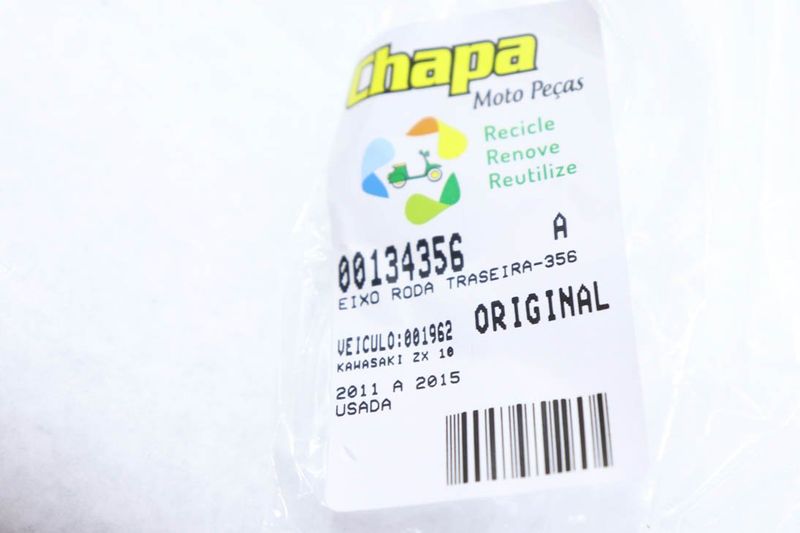 Chapa
Moto Peças
Recicle
Renove
Reutilize
A
00134356
EIXO RODA TRASEIRA-356
ORIGINAL
VEICULO:001962
KAWASAKI ZX 10
2011 A 2015
USADA